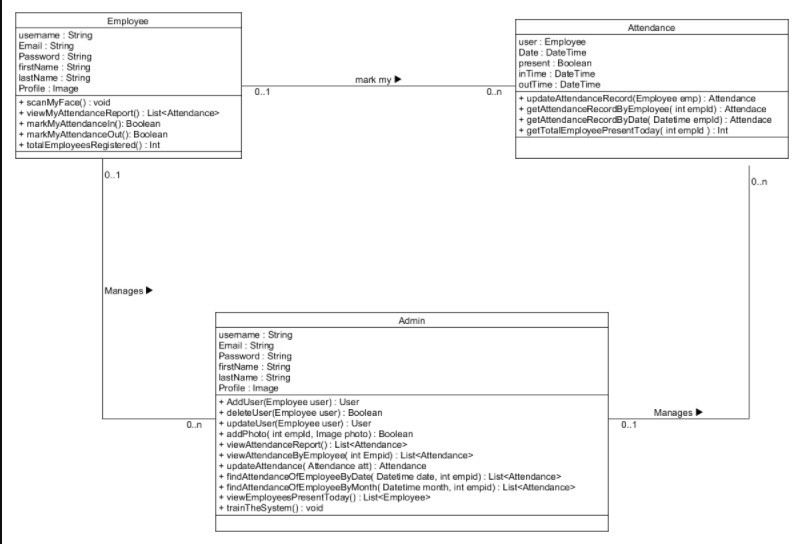 Employee
username : String
Email : String
Password : String
firstName : String
lastName : String
Profile : Image
+ scanMyFace() : void
+ viewMyAttendanceReport() : List<Attendance>
+ markMyAttendanceIn(): Boolean
+ markMyAttendanceOut(): Boolean
+ totalEmployeesRegistered() : Int
mark my ▶
0..1
0..n
Attendance
user : Employee
Date : DateTime
present : Boolean
inTime : DateTime
outTime : DateTime
+ updateAttendanceRecord(Employee emp) : Attendance
+ getAttendanceRecordByEmployee( int empId) : Attendace
+ getAttendanceRecordByDate( Datetime empId) : Attendace
+ getTotalEmployeePresentToday( int empId ) : Int
0..1
0..n
Manages ▶
Admin
username : String
Email : String
Password : String
firstName : String
lastName : String
Profile : Image
+ AddUser(Employee user) : User
+ deleteUser(Employee user) : Boolean
+ updateUser(Employee user) : User
+ addPhoto( int empId, Image photo) : Boolean
+ viewAttendanceReport() : List<Attendance>
+ viewAttendanceByEmployee( int Empid) : List<Attendance>
+ updateAttendance( Attendance att) : Attendance
+ findAttendanceOfEmployeeByDate( Datetime date, int empid) : List<Attendance>
+ findAttendanceOfEmployeeByMonth( Datetime month, int empid) : List<Attendance>
+ viewEmployeesPresentToday() : List<Employee>
+ trainTheSystem() : void
0..n
Manages ▶
0..1